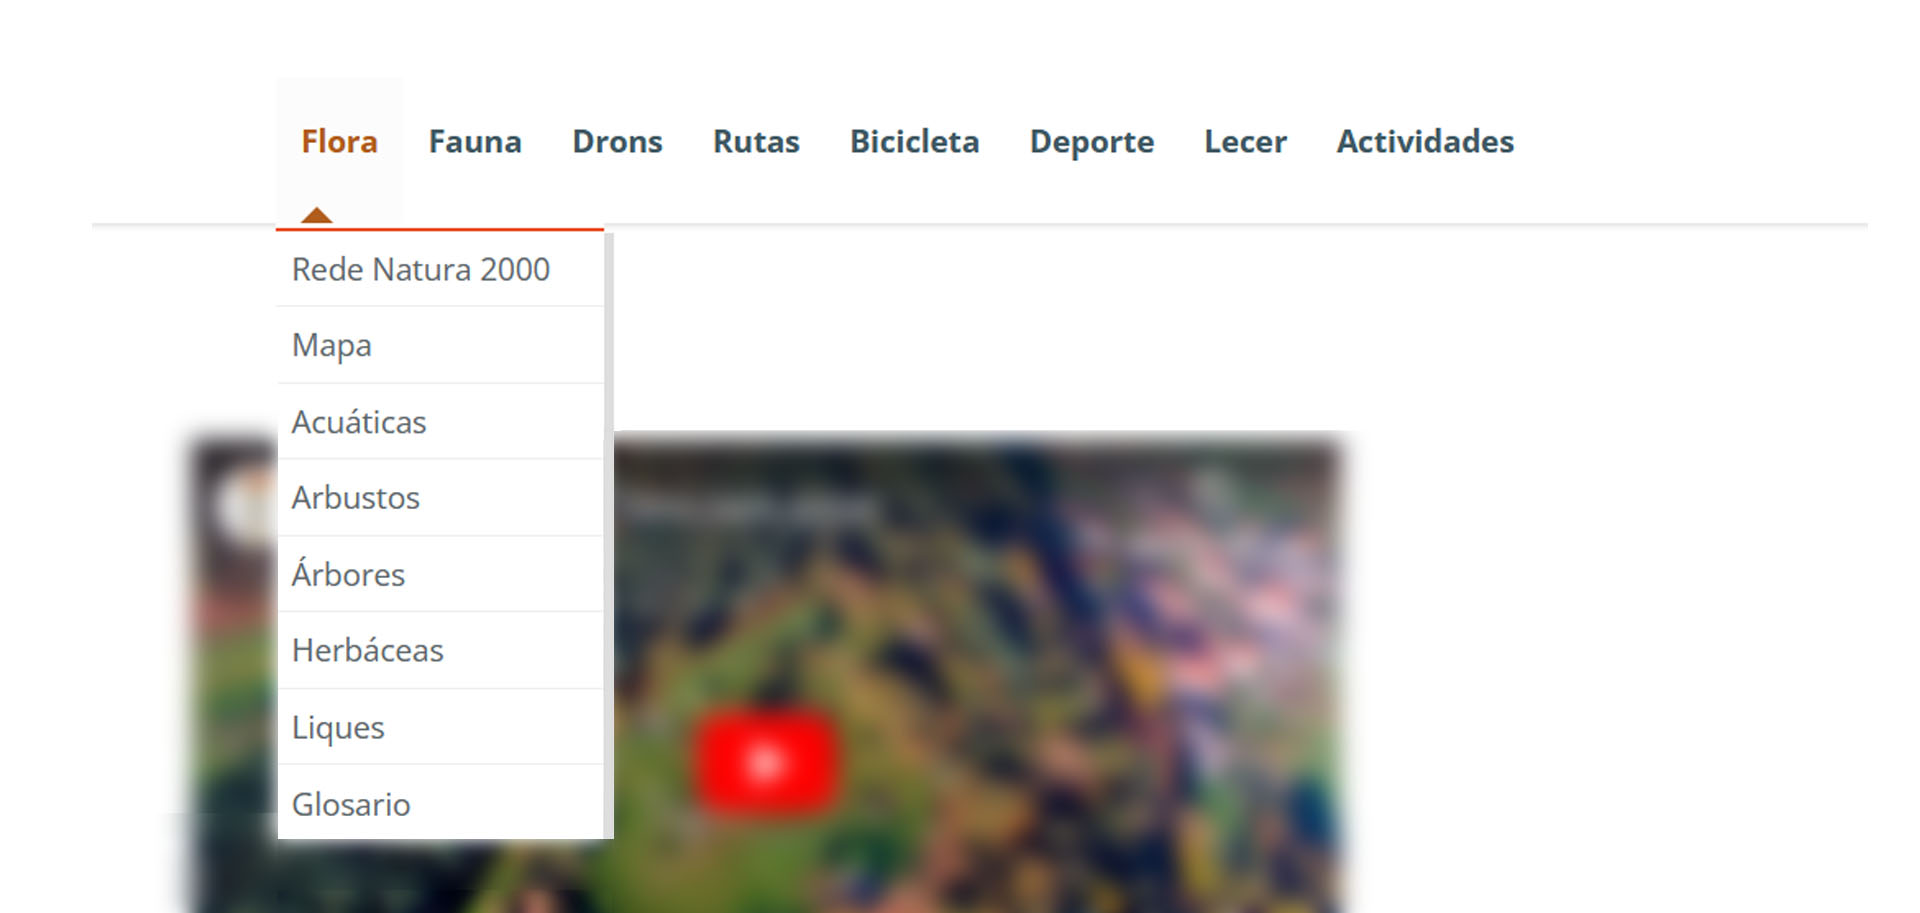 Flora Fauna Drons Rutas Bicicleta Deporte Lecer Actividades
Rede Natura 2000
Mapa
Acuáticas
Arbustos
Árbores
Herbáceas
Liques
Glosario